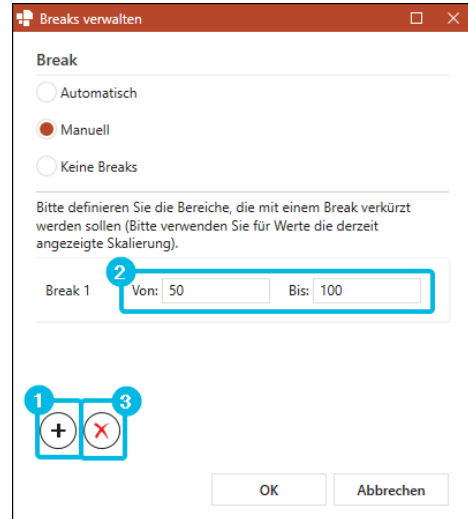 Breaks verwalten
Break
Automatisch
Manuell
Keine Breaks
Bitte definieren Sie die Bereiche, die mit einem Break verkürzt
werden sollen (Bitte verwenden Sie für Werte die derzeit
angezeigte Skalierung).
2
Break 1 Von: 50 Bis: 100
1 3
OK Abbrechen